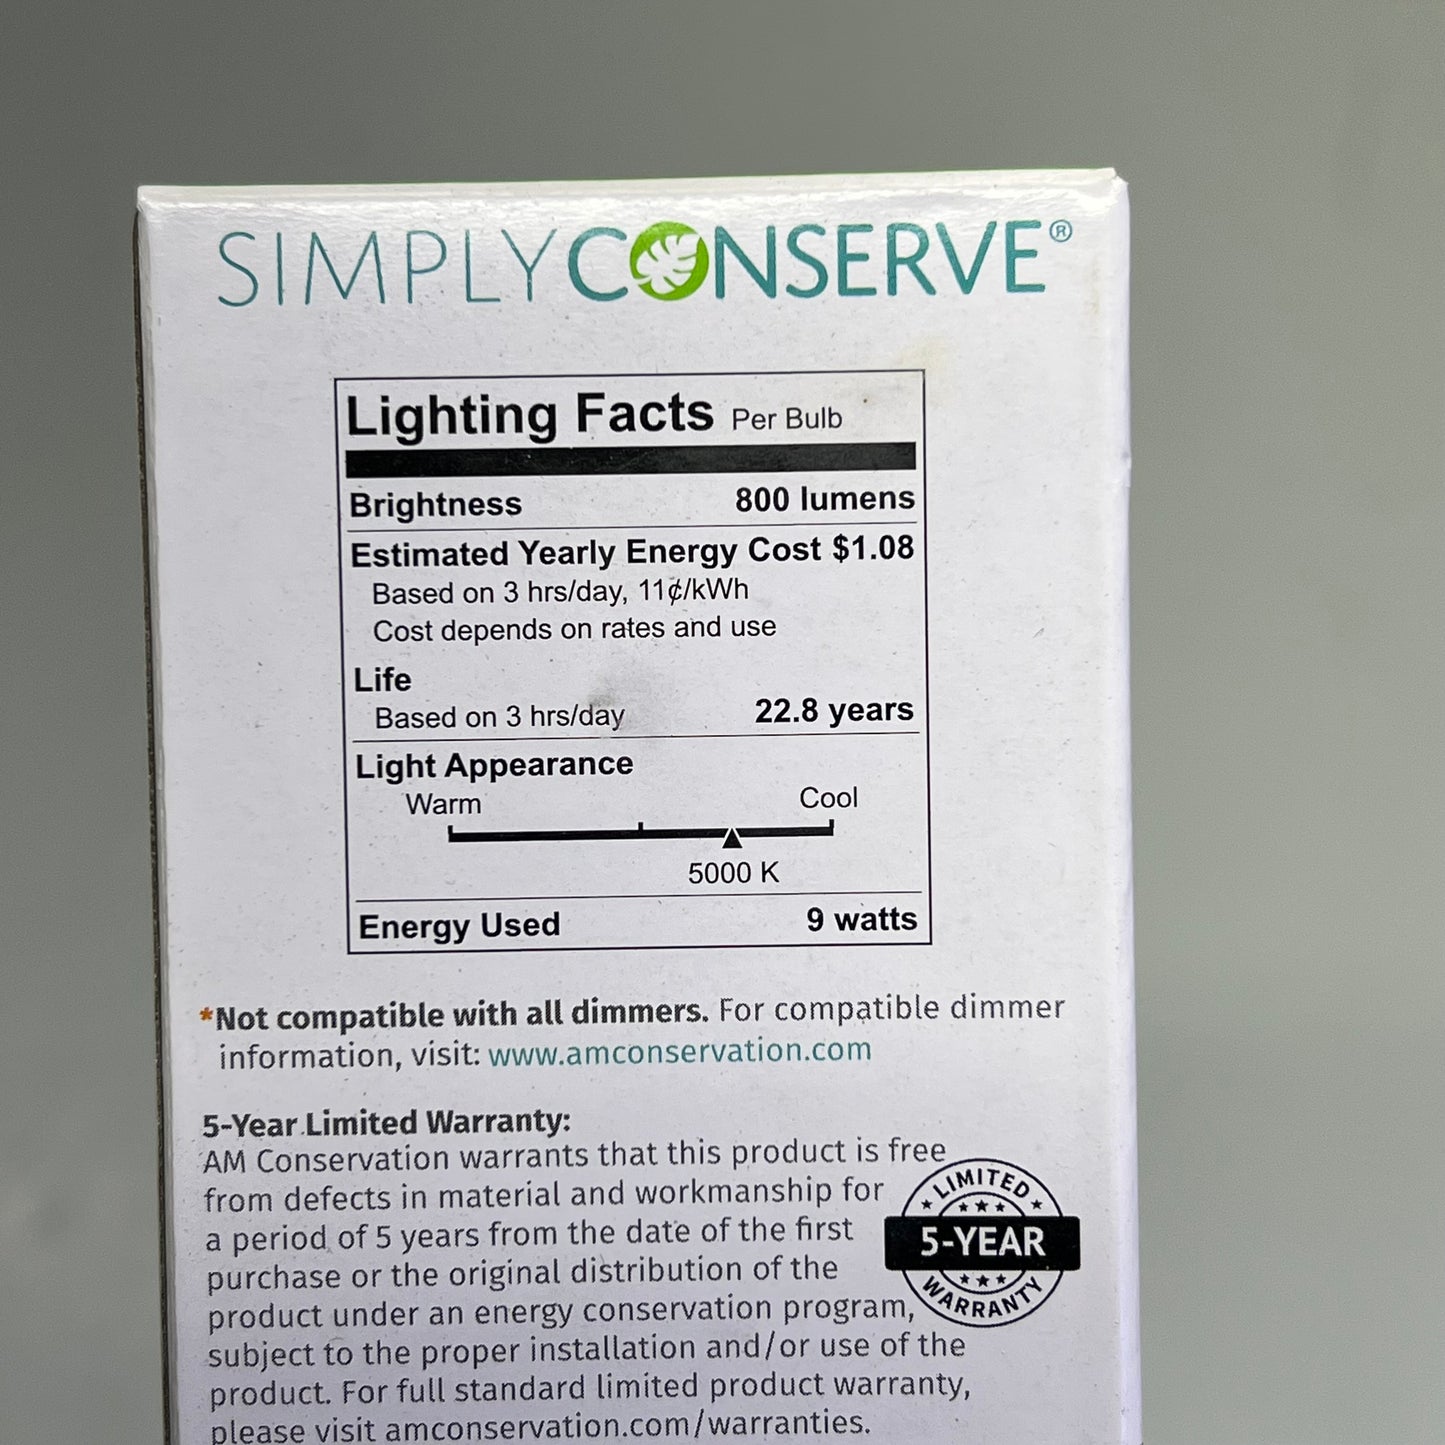 SIMPLYCONSERVE®
Lighting Facts Per Bulb
Brightness 800 lumens
Estimated Yearly Energy Cost $1.08
Based on 3 hrs/day, 11¢/kWh
Cost depends on rates and use
Life
Based on 3 hrs/day 22.8 years
Light Appearance
Warm Cool
5000 K
Energy Used 9 watts
*Not compatible with all dimmers. For compatible dimmer
information, visit: www.amconservation.com
5-Year Limited Warranty:
AM Conservation warrants that this product is free
from defects in material and workmanship for
a period of 5 years from the date of the first
purchase or the original distribution of the
product under an energy conservation program,
subject to the proper installation and/or use of the
product. For full standard limited product warranty,
please visit amconservation.com/warranties.
LIMITED
5-YEAR
WARRANTY